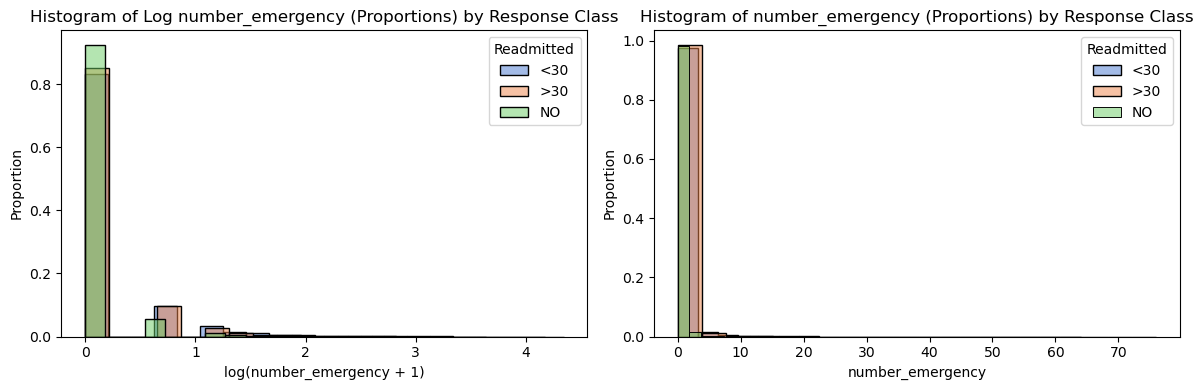 Histogram of Log number_emergency (Proportions) by Response Class
Proportion
0.8
0.6
0.4
0.2
0.0
Readmitted
<30
>30
NO
0
1
2
3
4
log(number_emergency + 1)
Histogram of number_emergency (Proportions) by Response Class
Proportion
1.0
0.8
0.6
0.4
0.2
0.0
Readmitted
<30
>30
NO
0
10
20
30
40
50
60
70
number_emergency